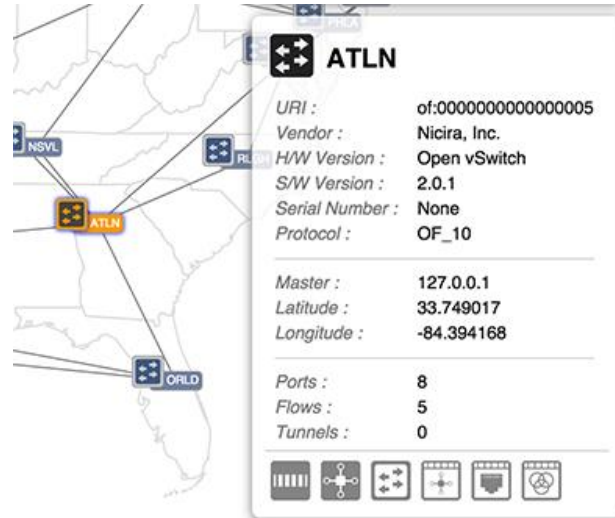 PHLA
ATLN
URI : of:0000000000000005
Vendor : Nicira, Inc.
H/W Version : Open vSwitch
S/W Version : 2.0.1
Serial Number : None
Protocol : OF_10
Master : 127.0.0.1
Latitude : 33.749017
Longitude : -84.394168
Ports : 8
Flows : 5
Tunnels : 0
NSVL
RLGH
ATLN
ORLD